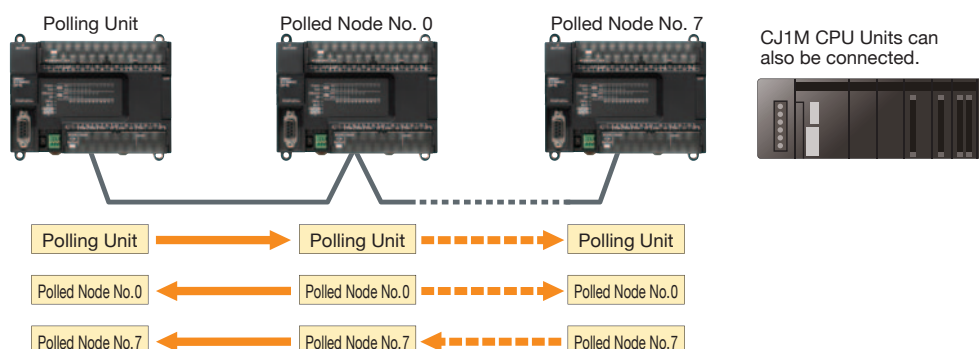 Polling Unit
Polled Node No. 0
Polled Node No. 7
CJ1M CPU Units can
also be connected.
Polling Unit
Polling Unit
Polling Unit
Polled Node No.0
Polled Node No.0
Polled Node No.0
Polled Node No.7
Polled Node No.7
Polled Node No.7